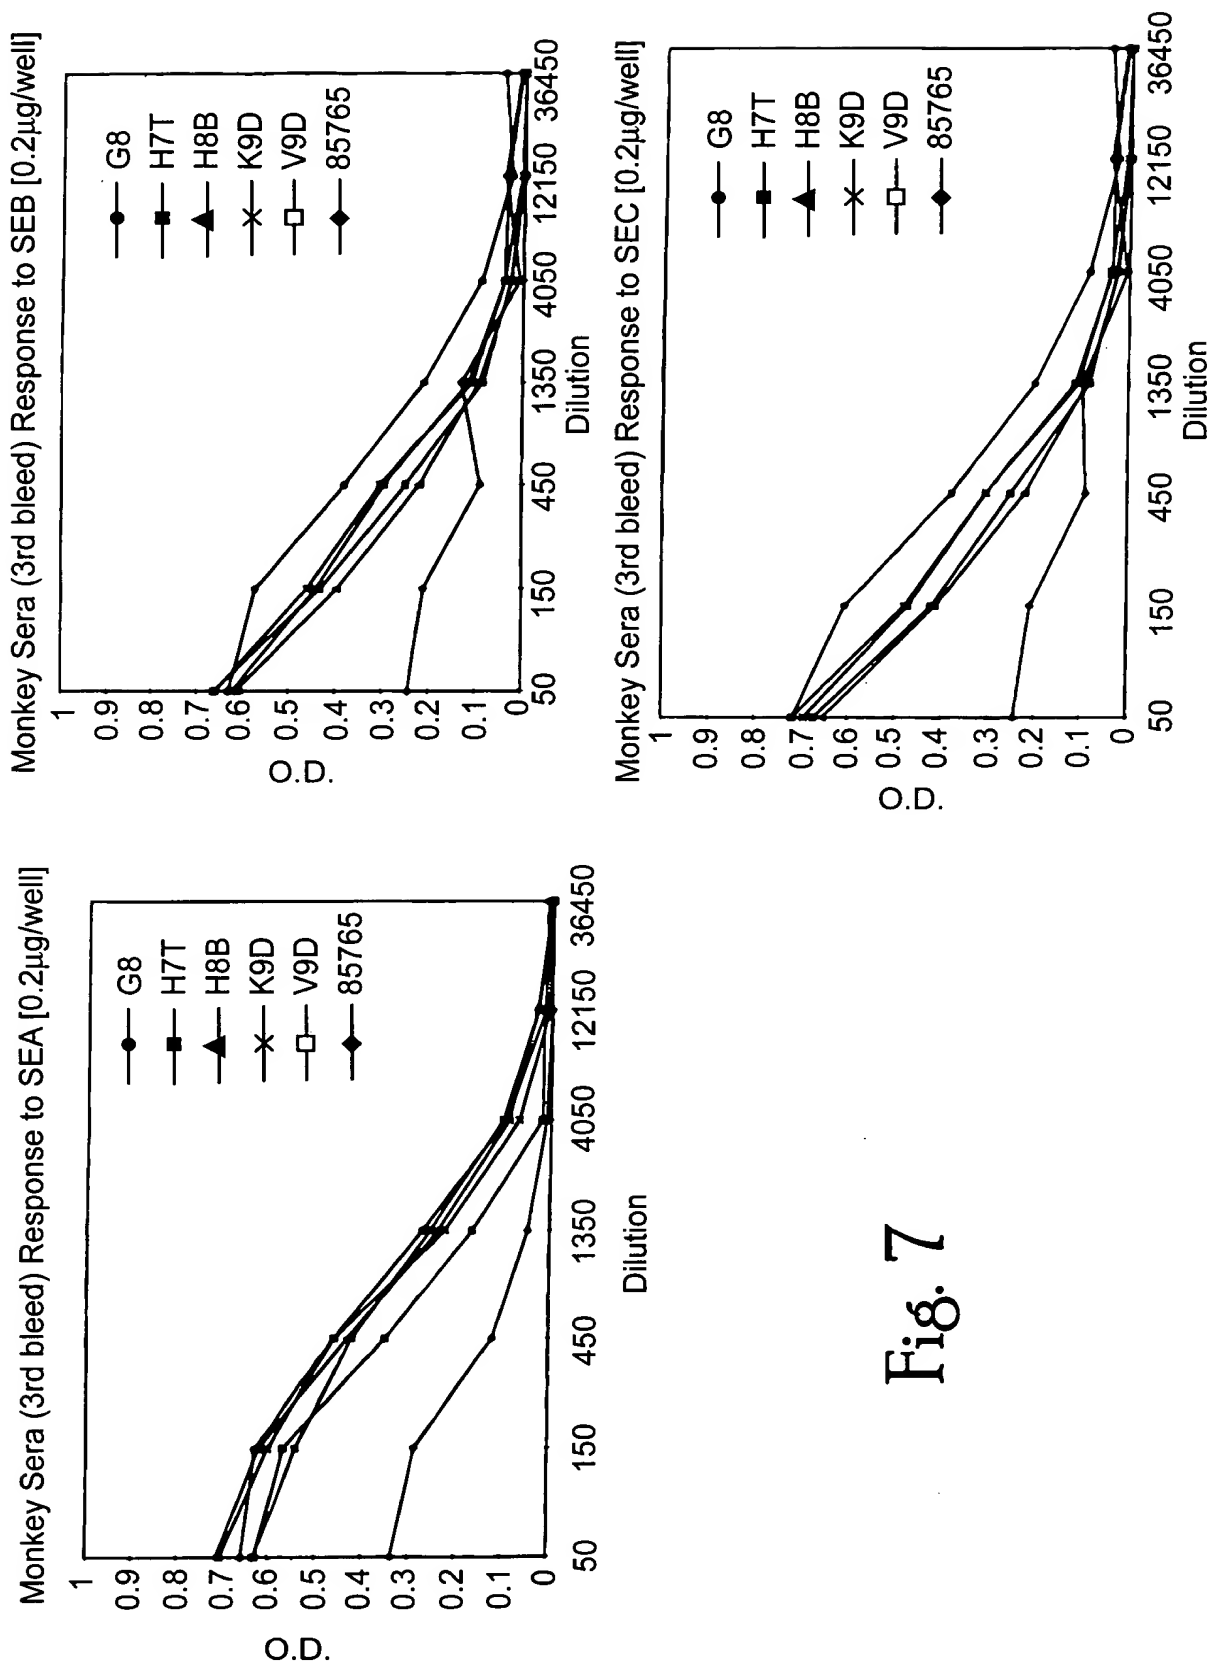 Monkey Sera (3rd bleed) Response to SEA [0.2µg/well]
O.D.
1
0.9
0.8
0.7
0.6
0.5
0.4
0.3
0.2
0.1
0
50
150
450
1350
4050
12150
36450
Dilution
G8
H7T
H8B
K9D
V9D
85765
Monkey Sera (3rd bleed) Response to SEB [0.2µg/well]
O.D.
1
0.9
0.8
0.7
0.6
0.5
0.4
0.3
0.2
0.1
0
50
150
450
1350
4050
12150
36450
Dilution
G8
H7T
H8B
K9D
V9D
85765
Monkey Sera (3rd bleed) Response to SEC [0.2µg/well]
O.D.
1
0.9
0.8
0.7
0.6
0.5
0.4
0.3
0.2
0.1
0
50
150
450
1350
4050
12150
36450
Dilution
G8
H7T
H8B
K9D
V9D
85765
Fig. 7